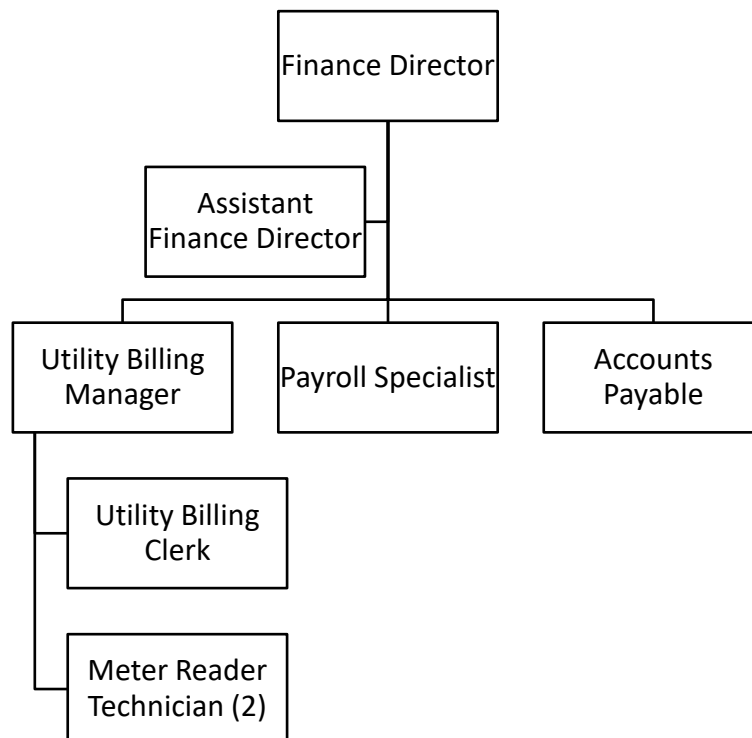 Finance Director
Assistant
Finance Director
Utility Billing
Manager
Payroll Specialist
Accounts
Payable
Utility Billing
Clerk
Meter Reader
Technician (2)